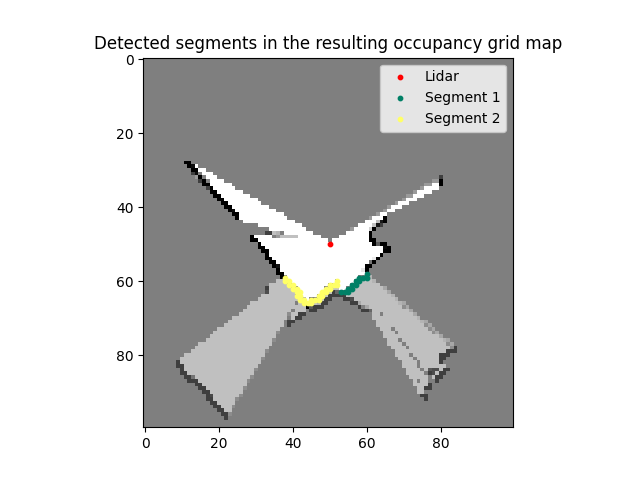 Detected segments in the resulting occupancy grid map
Lidar
Segment 1
Segment 2
0
20
40
60
80
0
20
40
60
80